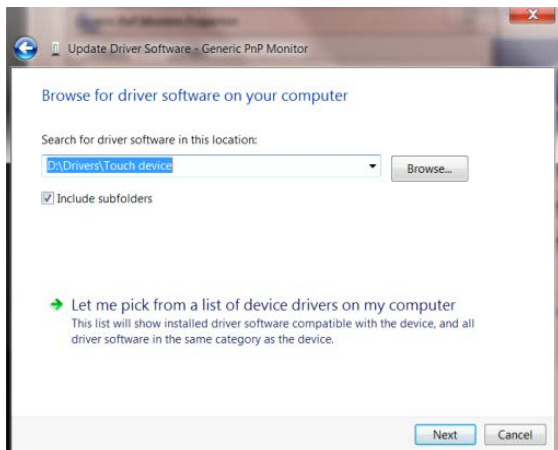 Update Driver Software - Generic PnP Monitor
Browse for driver software on your computer
Search for driver software in this location:
D:\Drivers\Touch device
Browse...
Include subfolders
Let me pick from a list of device drivers on my computer
This list will show installed driver software compatible with the device, and all
driver software in the same category as the device.
Next
Cancel